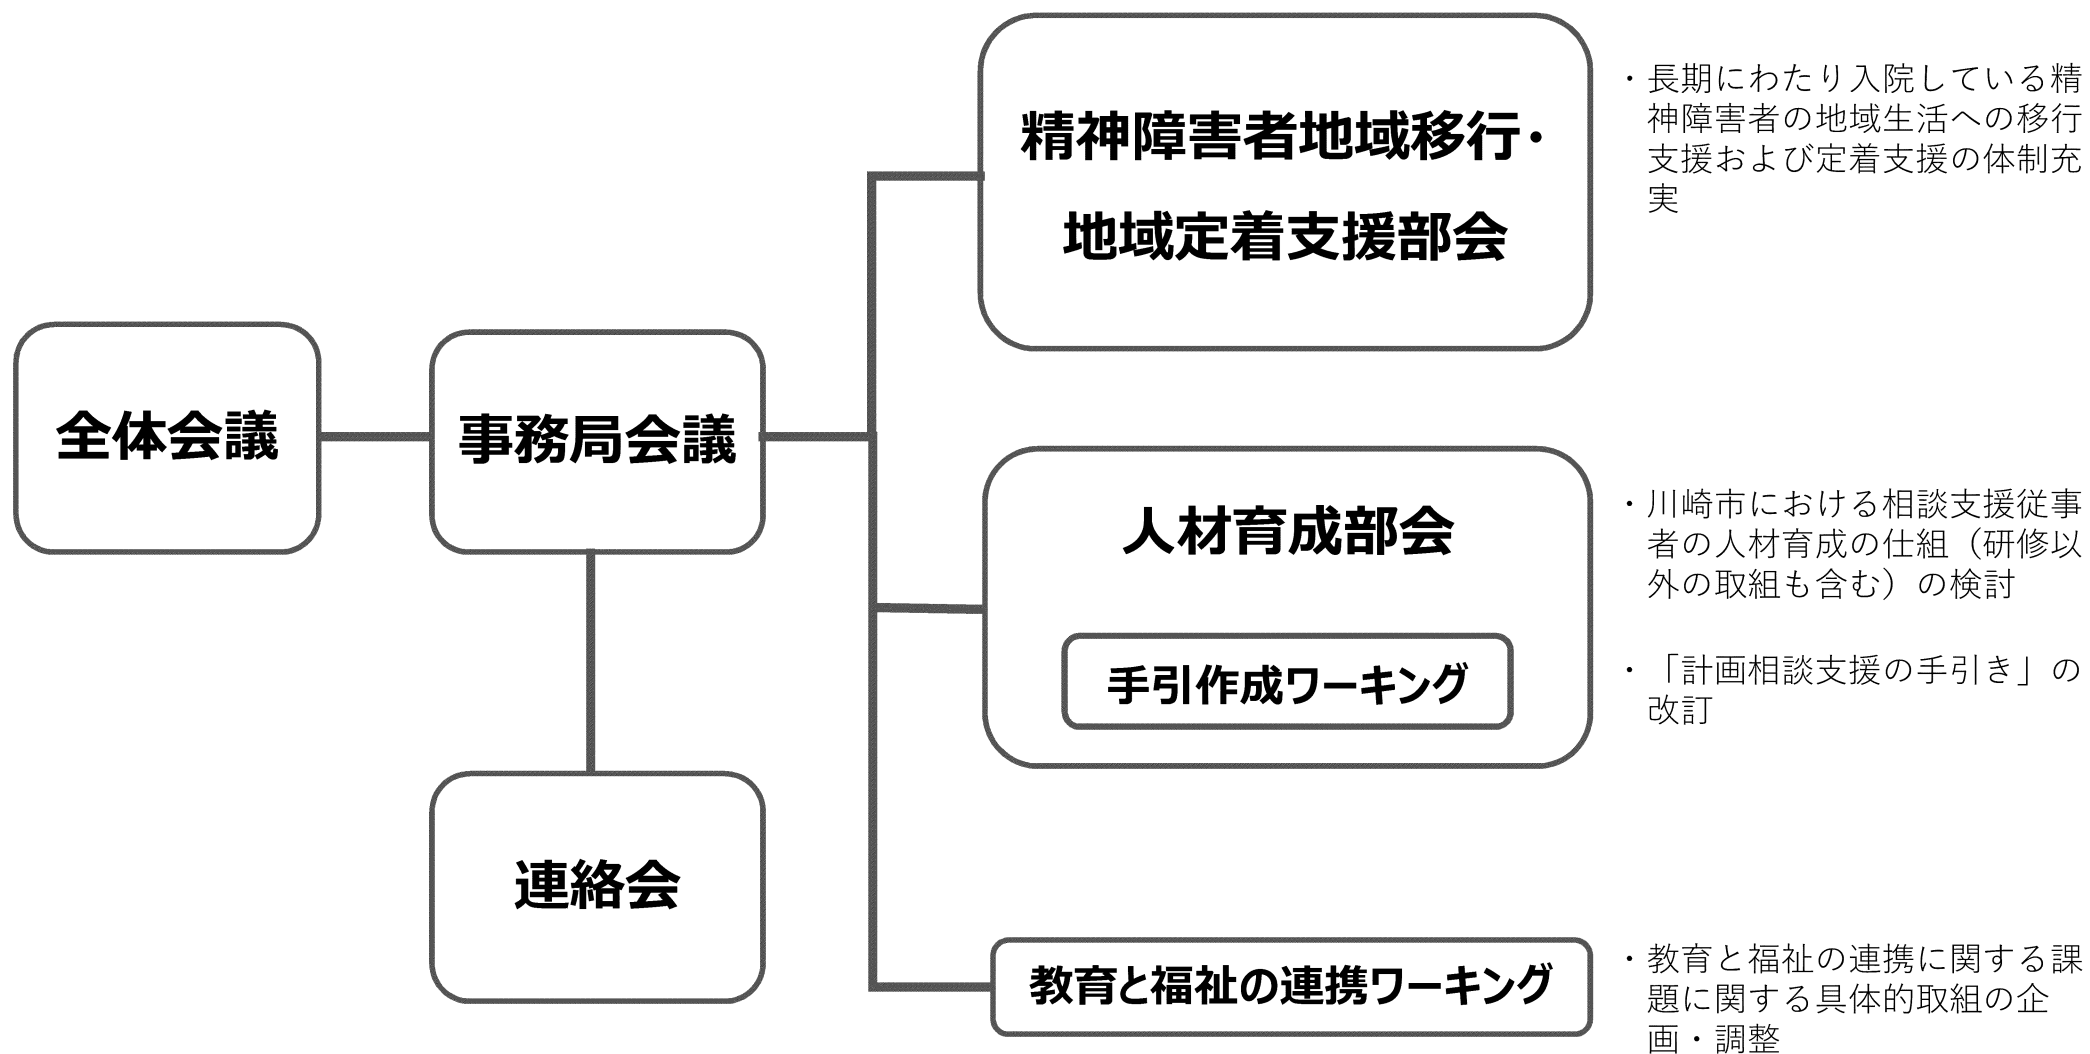 精神障害者地域移行・
地域定着支援部会
・長期にわたり入院している精
神障害者の地域生活への移行
支援および定着支援の体制充
実
全体会議
事務局会議
人材育成部会
手引作成ワーキング
・川崎市における相談支援従事
者の人材育成の仕組（研修以
外の取組も含む）の検討
・「計画相談支援の手引き」の
改訂
連絡会
教育と福祉の連携ワーキング
・教育と福祉の連携に関する課
題に関する具体的取組の企
画・調整